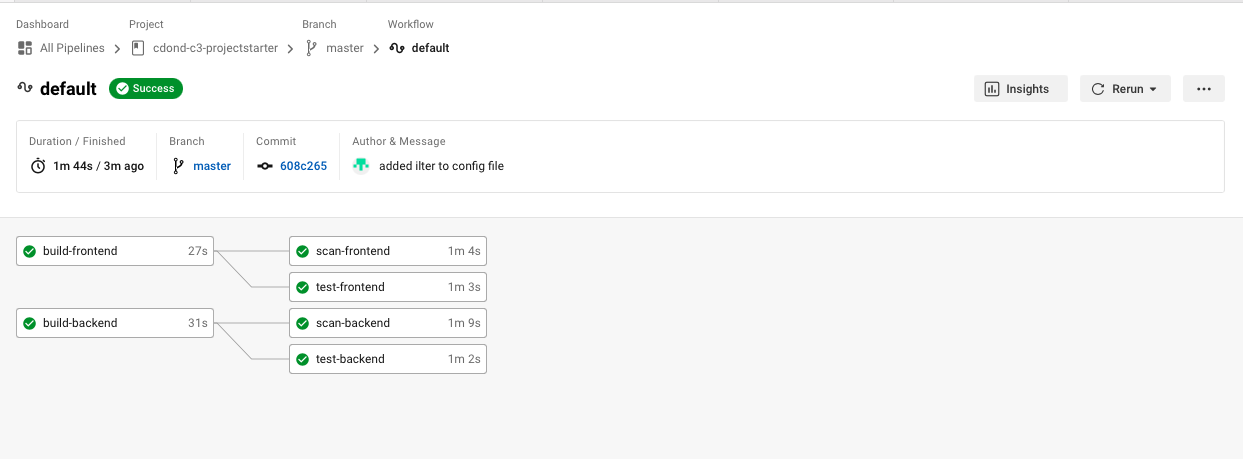 Dashboard Project Branch Workflow
All Pipelines cdond-c3-projectstarter master default
default Success Insights Rerun
Duration / Finished Branch Commit Author & Message
1m 44s / 3m ago master 608c265 added ilter to config file
build-frontend 27s scan-frontend 1m 4s
test-frontend 1m 3s
build-backend 31s scan-backend 1m 9s
test-backend 1m 2s